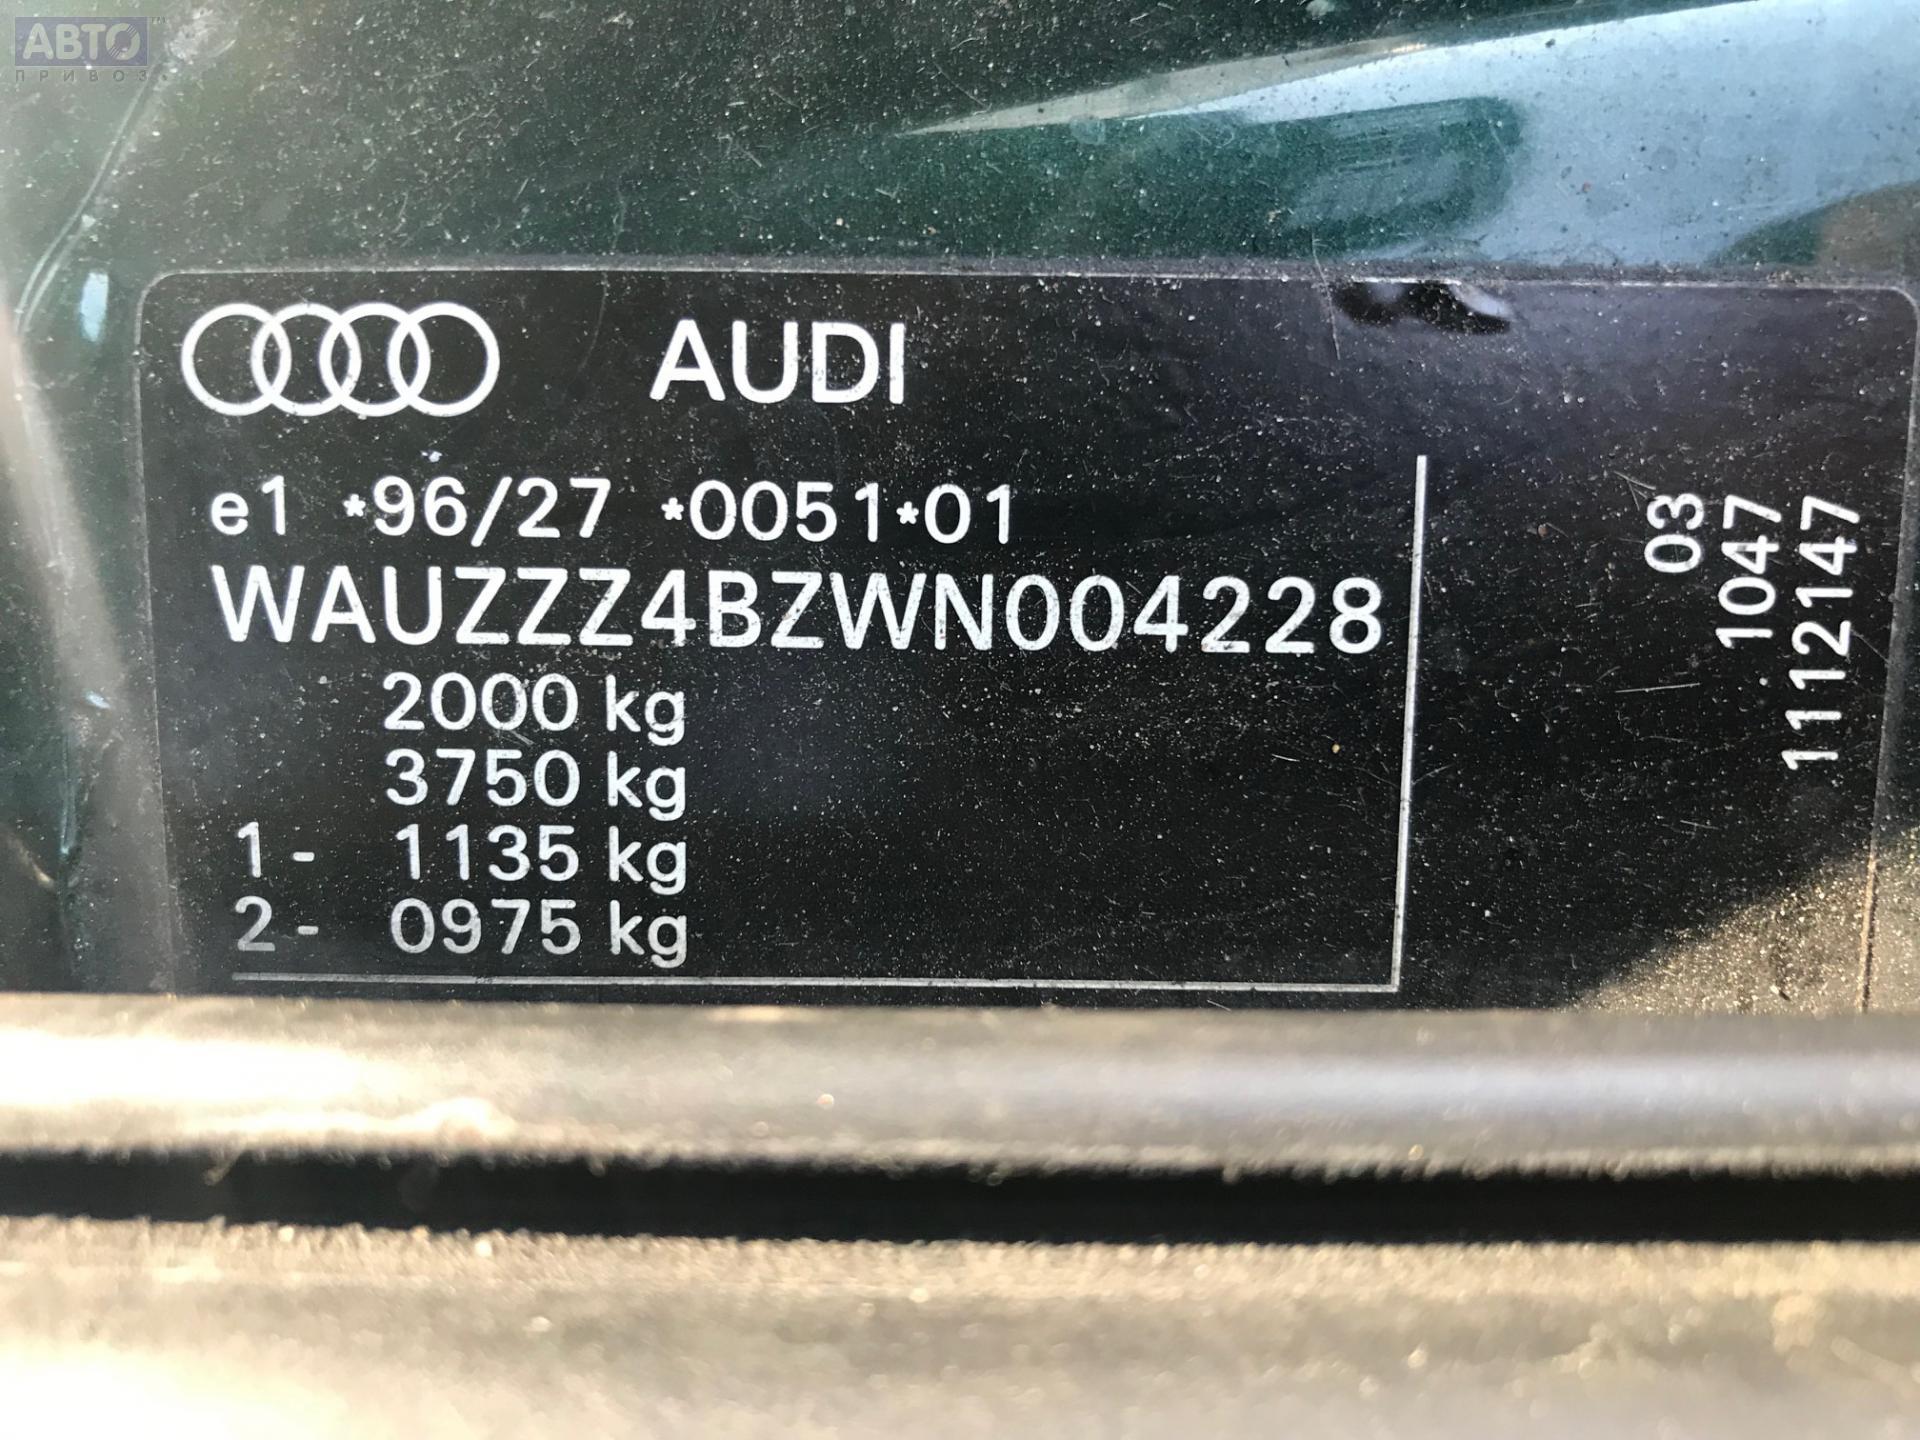 АВТО
ПРИВОЗ
AUDI
e1 *96/27 *0051*01
WAUZZZ4BZWN004228
2000 kg
3750 kg
1- 1135 kg
2- 0975 kg
03
1047
1112147